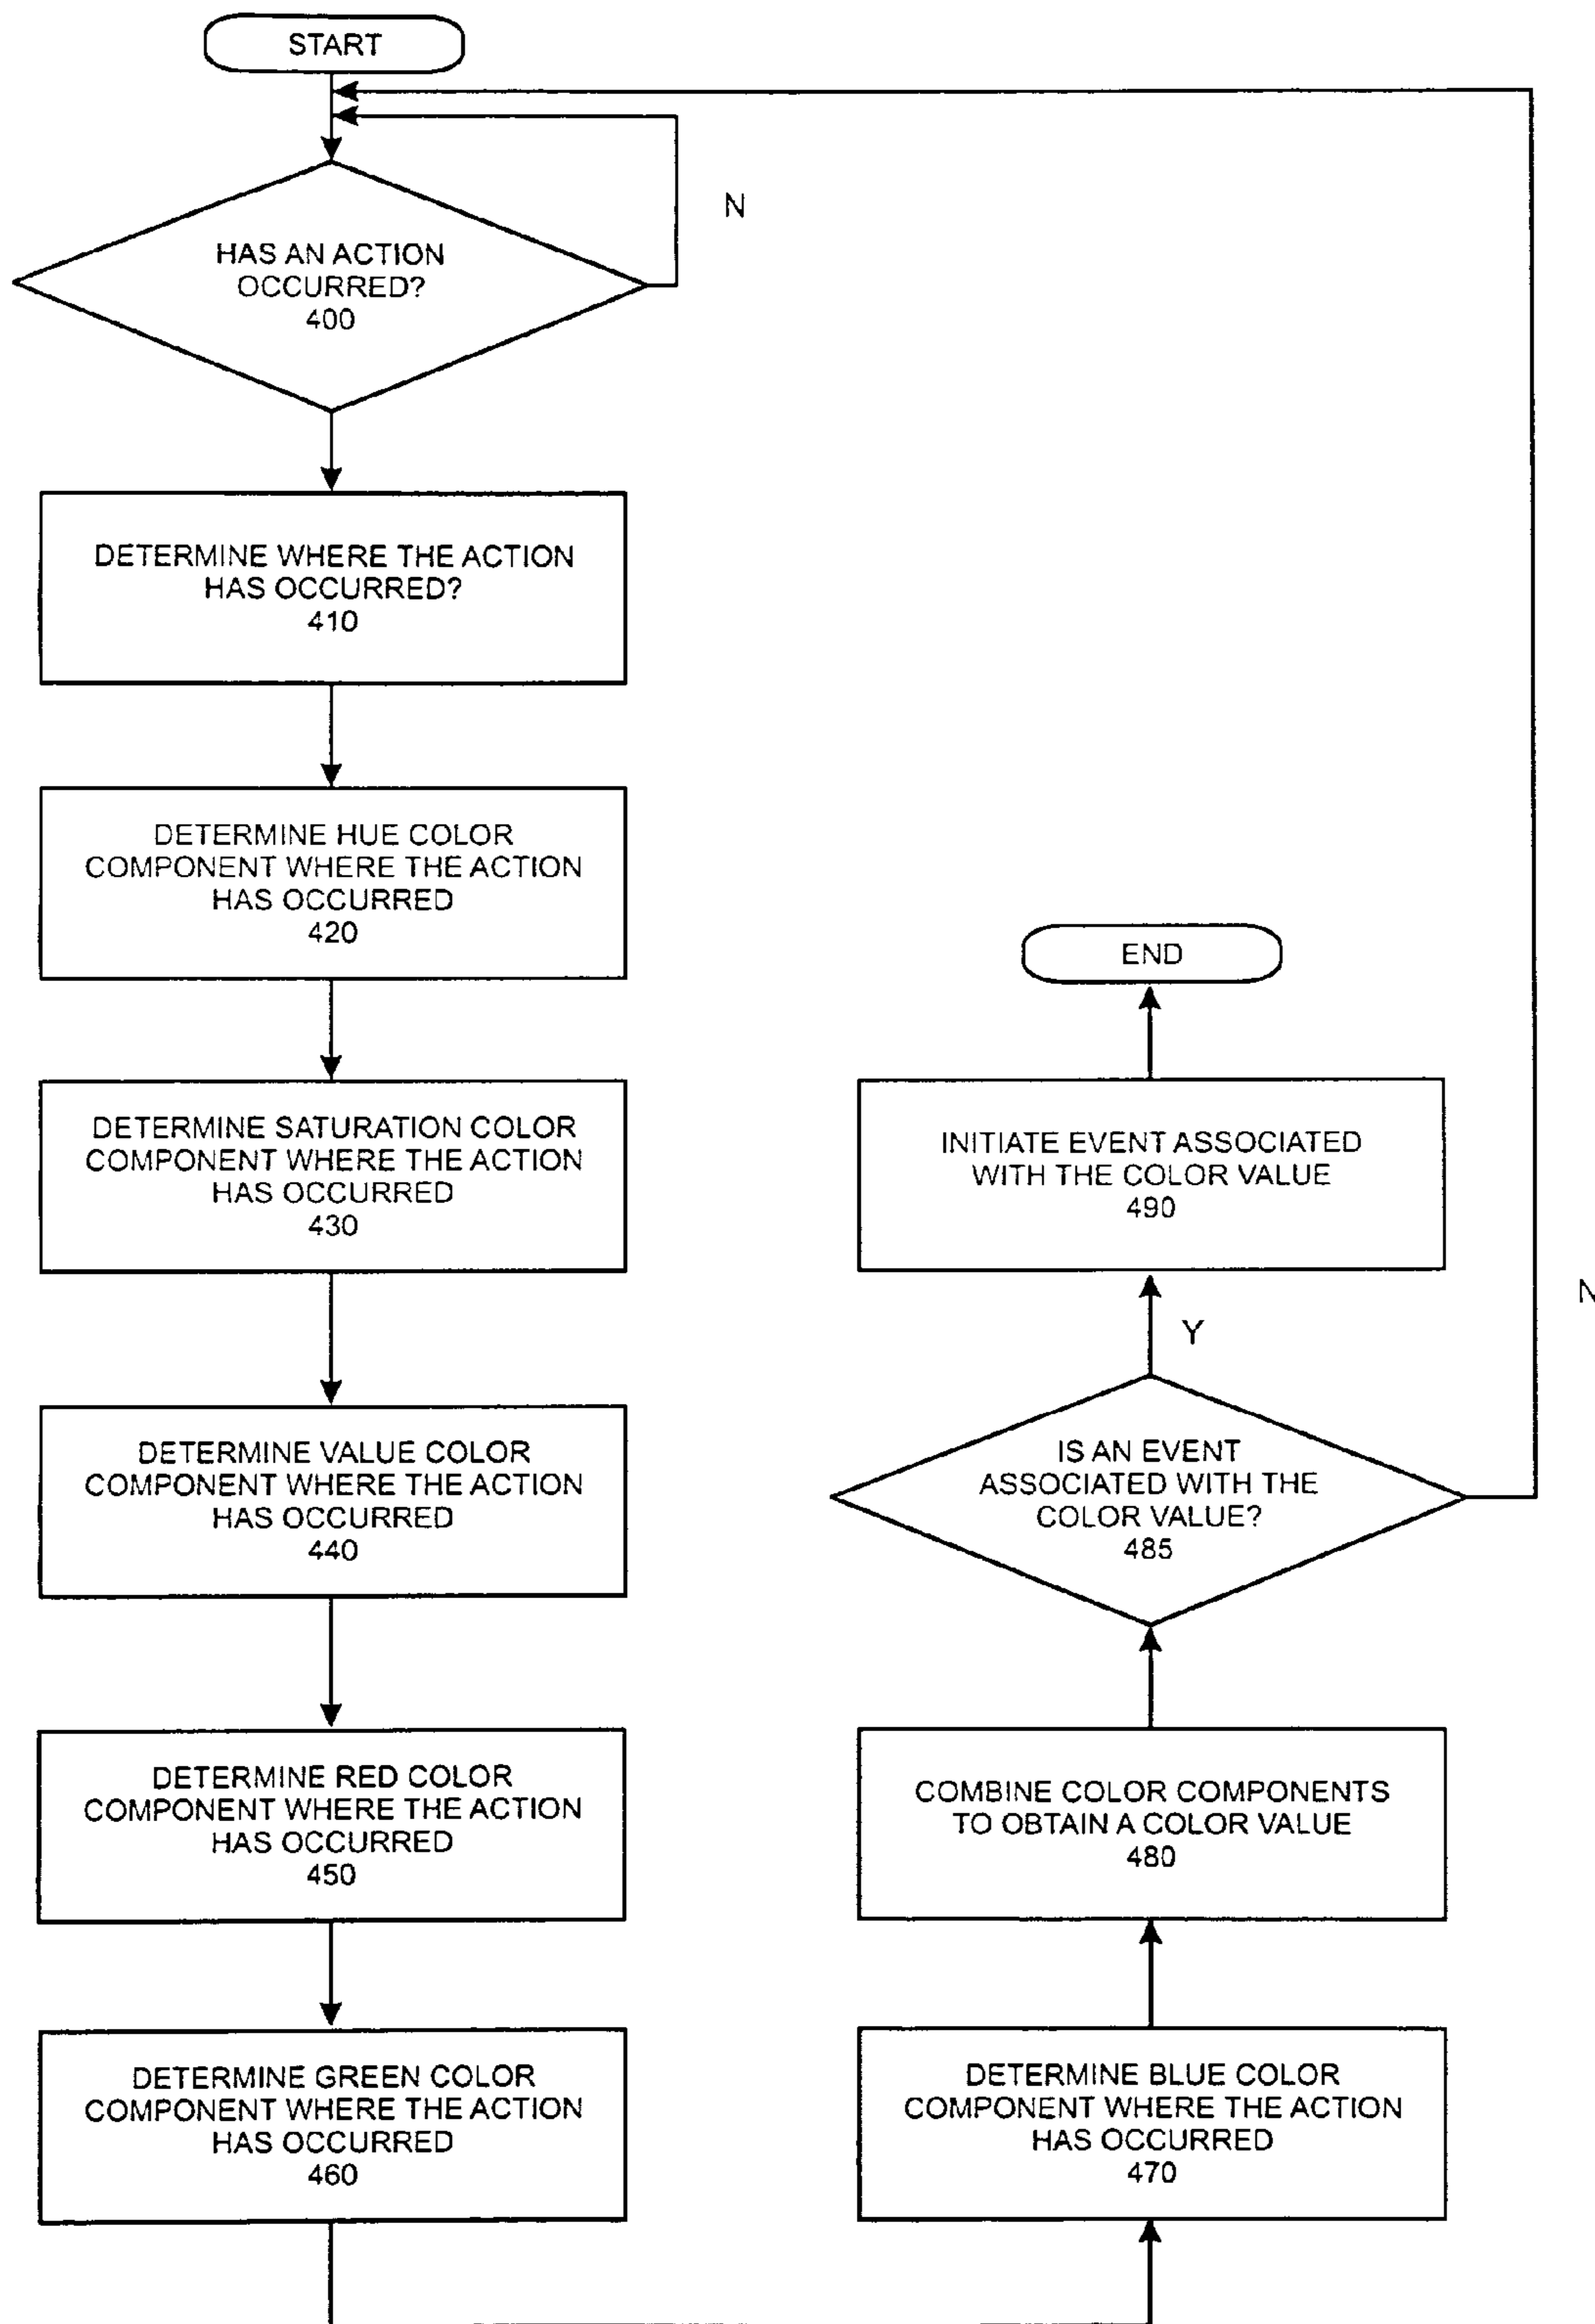 START
N
HAS AN ACTION
OCCURRED?
400
DETERMINE WHERE THE ACTION
HAS OCCURRED?
410
DETERMINE HUE COLOR
COMPONENT WHERE THE ACTION
HAS OCCURRED
420
DETERMINE SATURATION COLOR
COMPONENT WHERE THE ACTION
HAS OCCURRED
430
DETERMINE VALUE COLOR
COMPONENT WHERE THE ACTION
HAS OCCURRED
440
DETERMINE RED COLOR
COMPONENT WHERE THE ACTION
HAS OCCURRED
450
DETERMINE GREEN COLOR
COMPONENT WHERE THE ACTION
HAS OCCURRED
460
END
INITIATE EVENT ASSOCIATED
WITH THE COLOR VALUE
490
N
Y
IS AN EVENT
ASSOCIATED WITH THE
COLOR VALUE?
485
COMBINE COLOR COMPONENTS
TO OBTAIN A COLOR VALUE
480
DETERMINE BLUE COLOR
COMPONENT WHERE THE ACTION
HAS OCCURRED
470